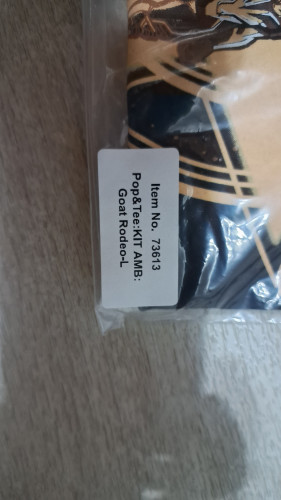 Item No. 73613
Pop&Tee:KIT AMB:
Goat Rodeo-L